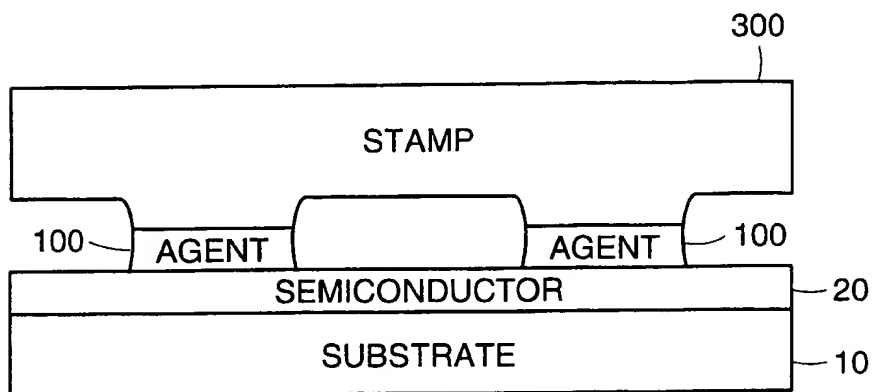 300
STAMP
100 AGENT AGENT 100
SEMICONDUCTOR 20
SUBSTRATE 10